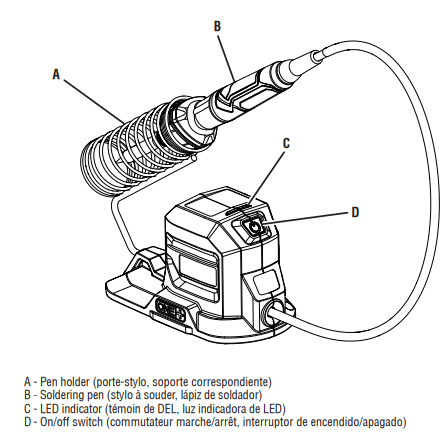 B
A
C
D
A - Pen holder (porte-stylo, soporte correspondiente)
B - Soldering pen (stylo à souder, lápiz de soldador)
C - LED indicator (témoin de DEL, luz indicadora de LED)
D - On/off switch (commutateur marche/arrêt, interruptor de encendido/apagado)